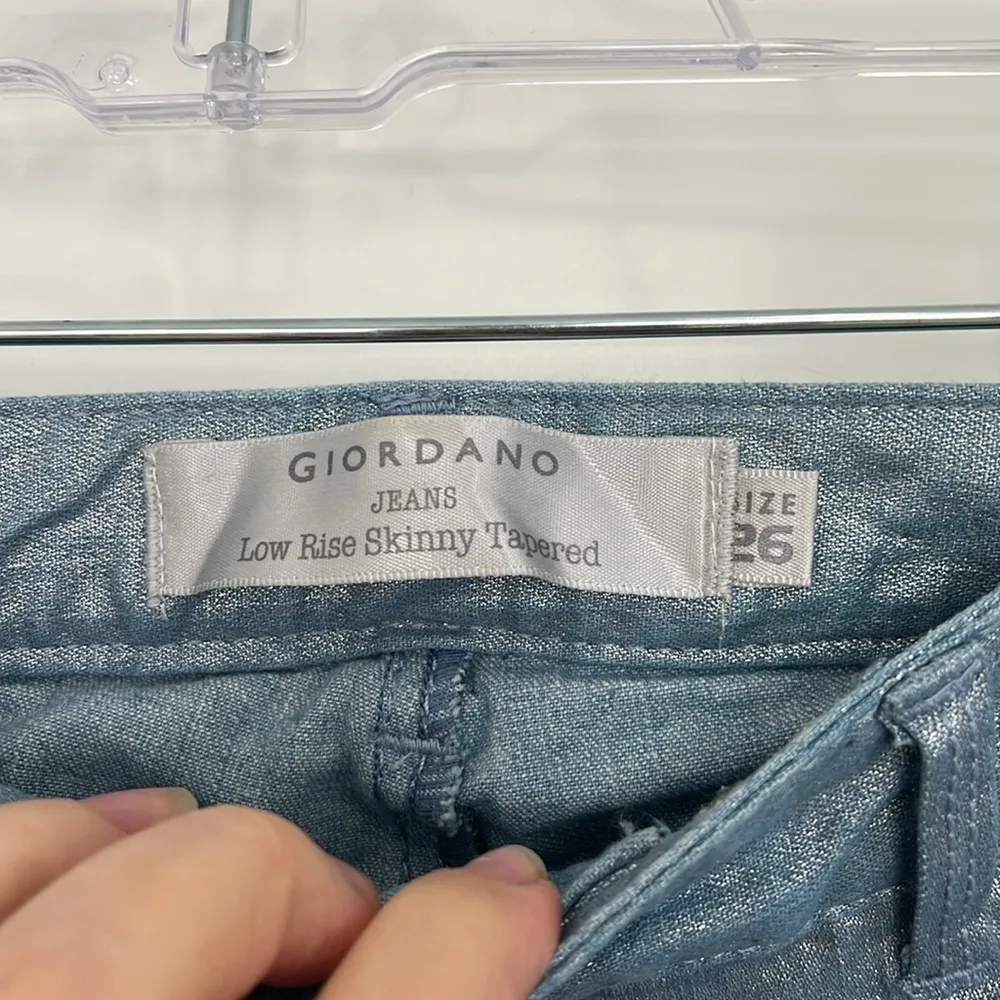 GIORDANO
JEANS
Low Rise Skinny Tapered
SIZE
26